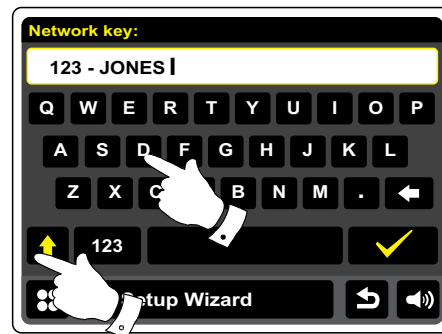 Network key:
123 - JONES
Q W E R T Y U I O P
A S D F G H J K L
Z X C B N M .
123
Setup Wizard